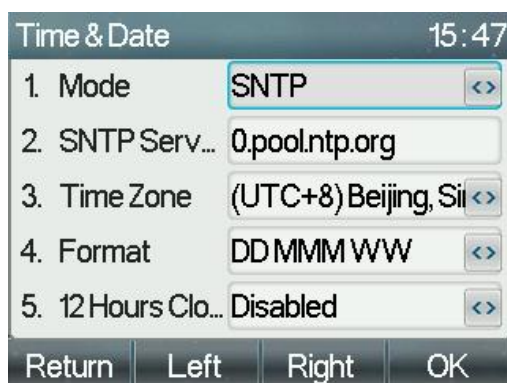 Time & Date 15:47
1. Mode SNTP
2. SNTP Serv... 0.pool.ntp.org
3. Time Zone (UTC+8) Beijing, Si
4. Format DD MMM WW
5. 12 Hours Clo... Disabled
Return Left Right OK